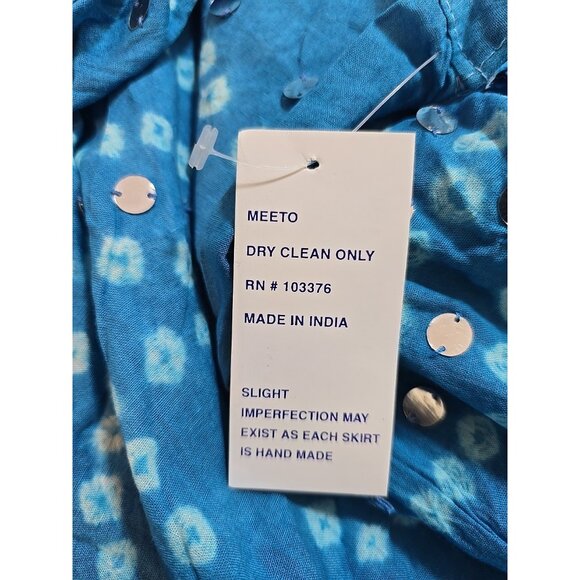 MEETO
DRY CLEAN ONLY
RN # 103376
MADE IN INDIA
SLIGHT
IMPERFECTION MAY
EXIST AS EACH SKIRT
IS HAND MADE